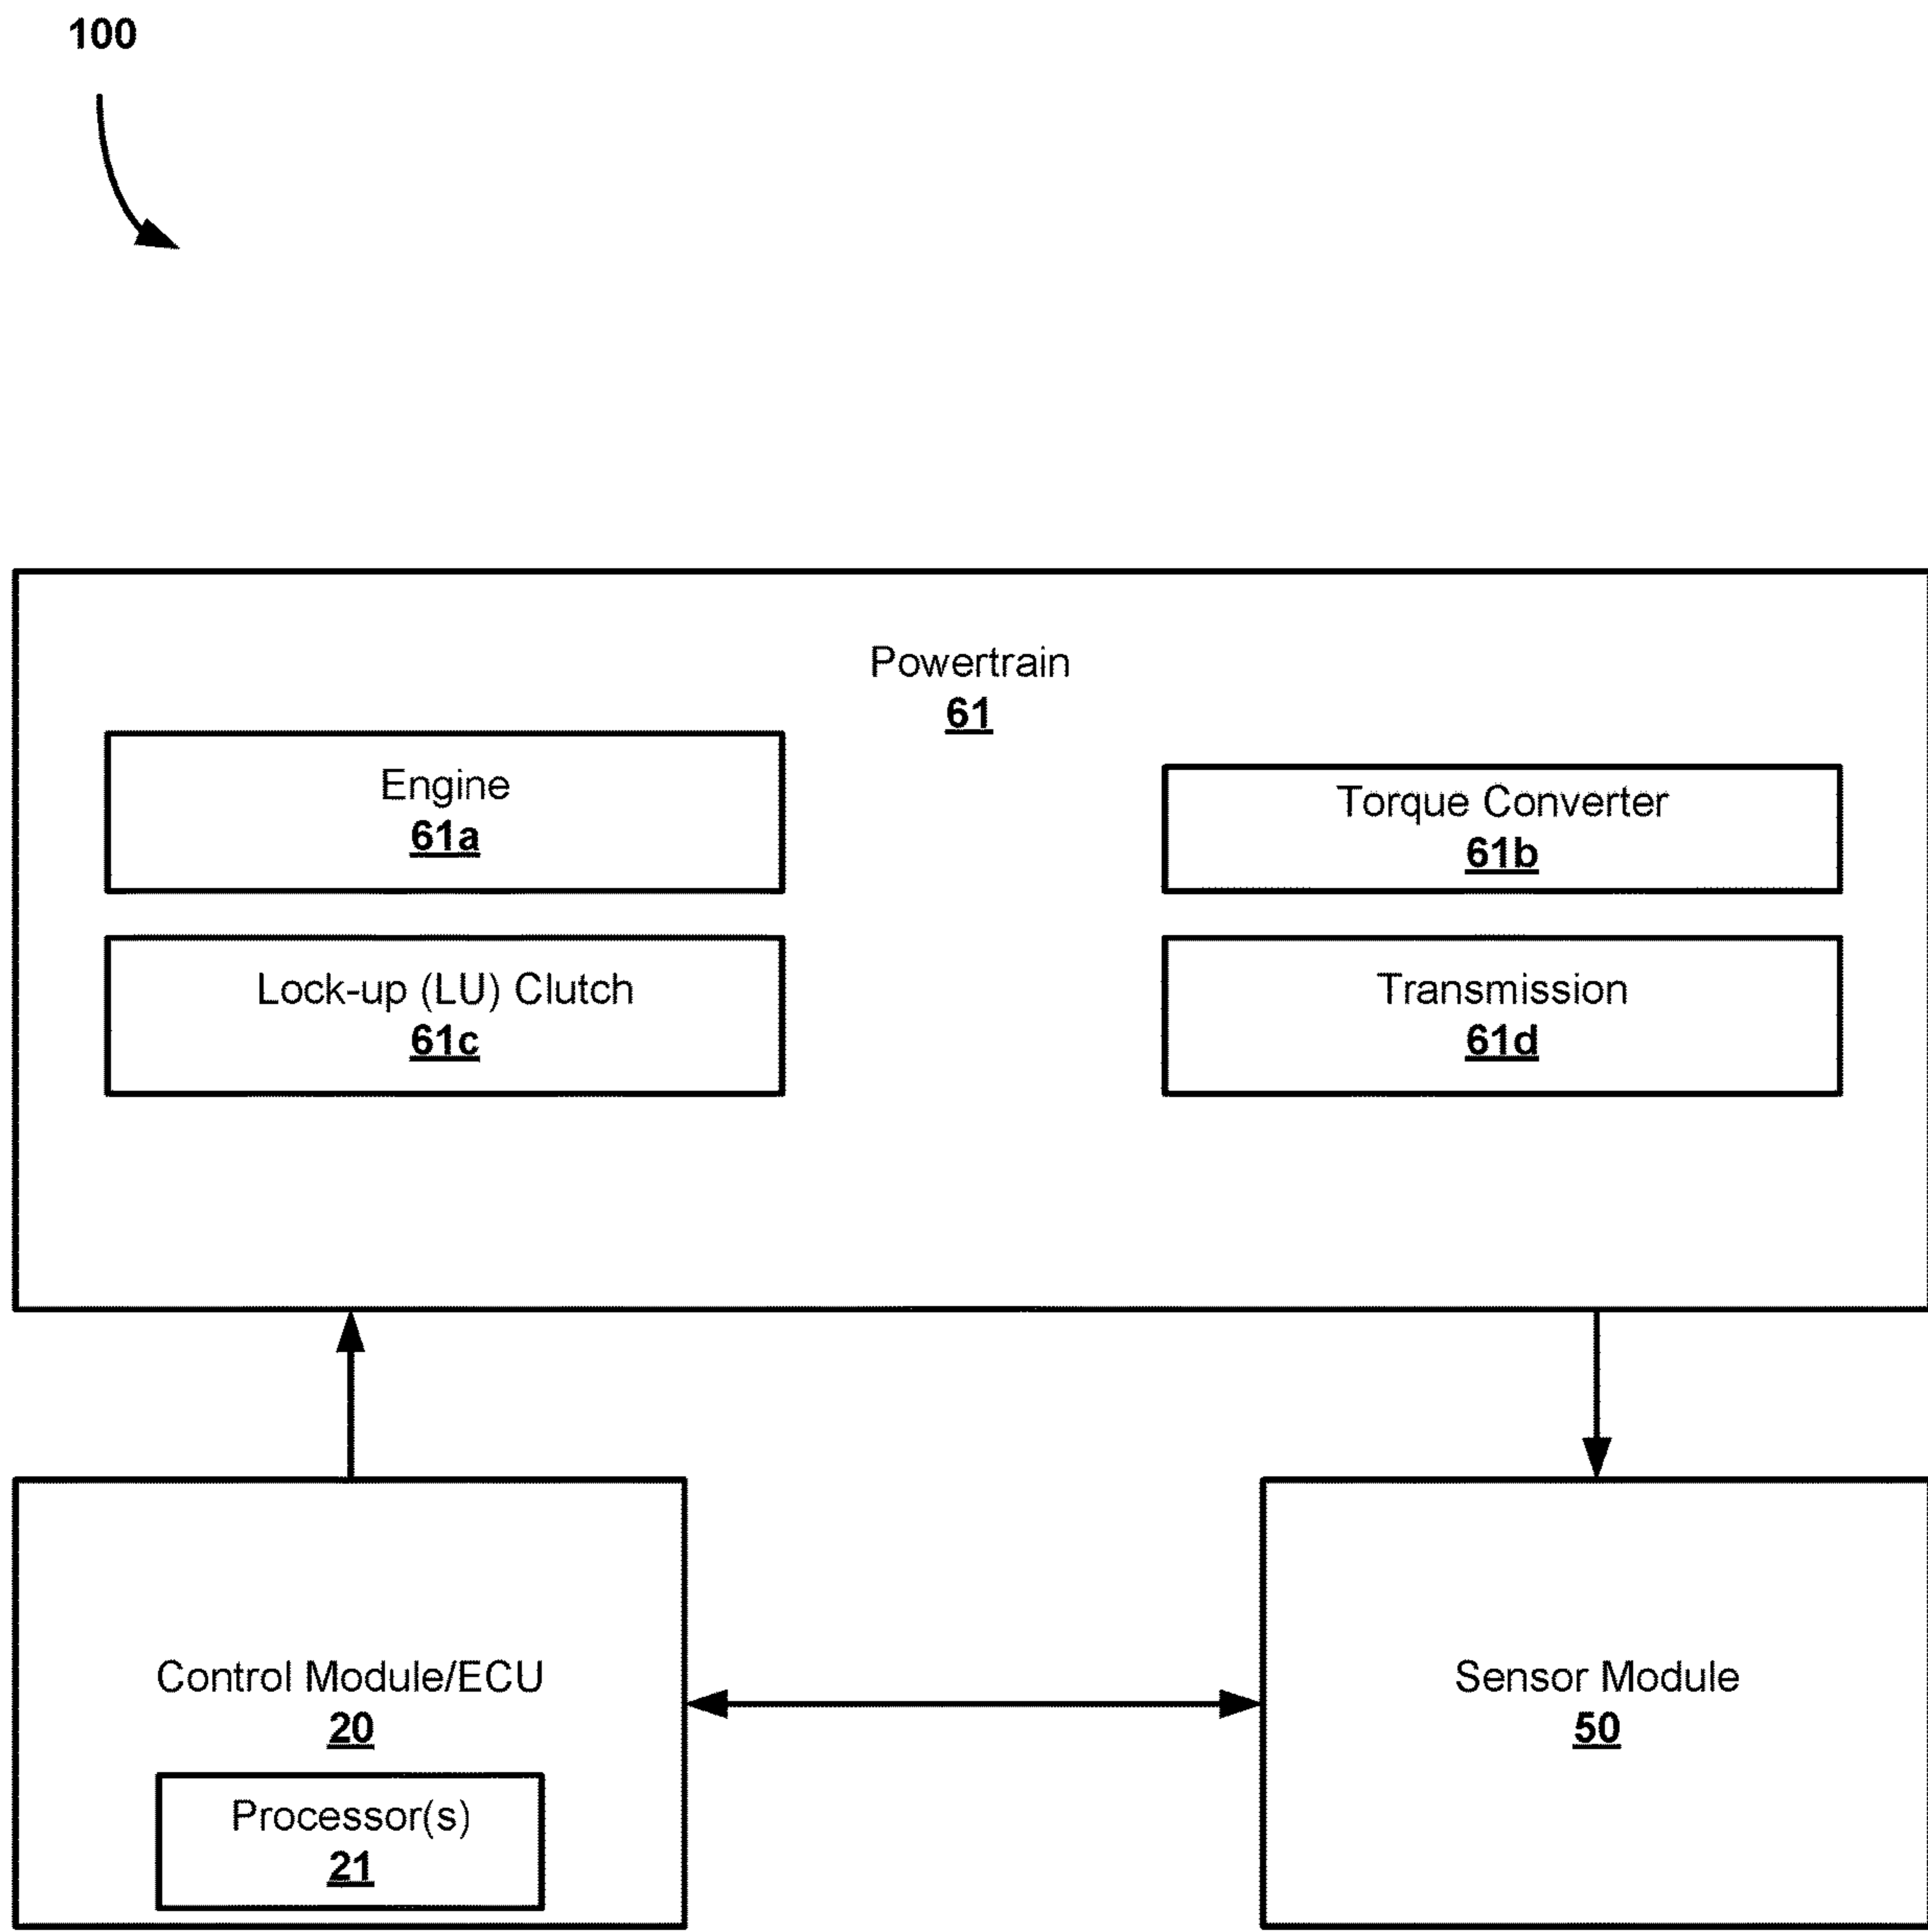 100
Powertrain
61
Engine
61a
Torque Converter
61b
Lock-up (LU) Clutch
61c
Transmission
61d
Control Module/ECU
20
Processor(s)
21
Sensor Module
50